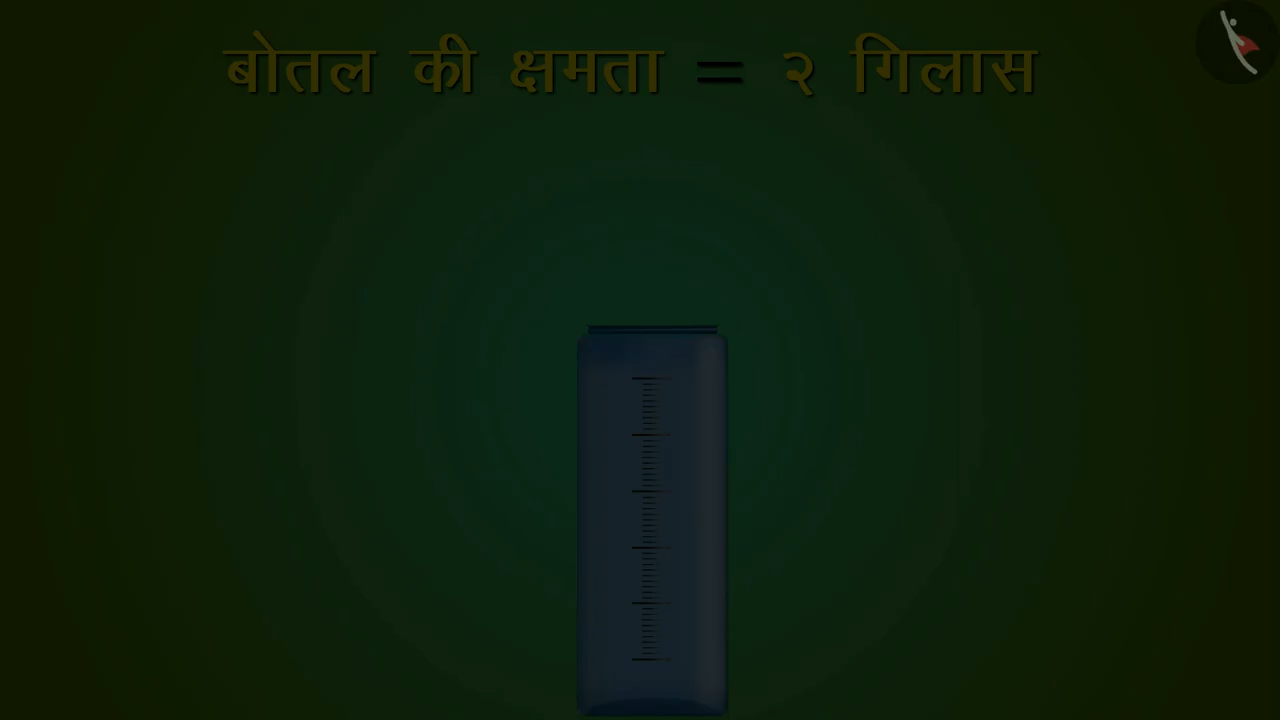 बोतल की क्षमता = २ गिलास